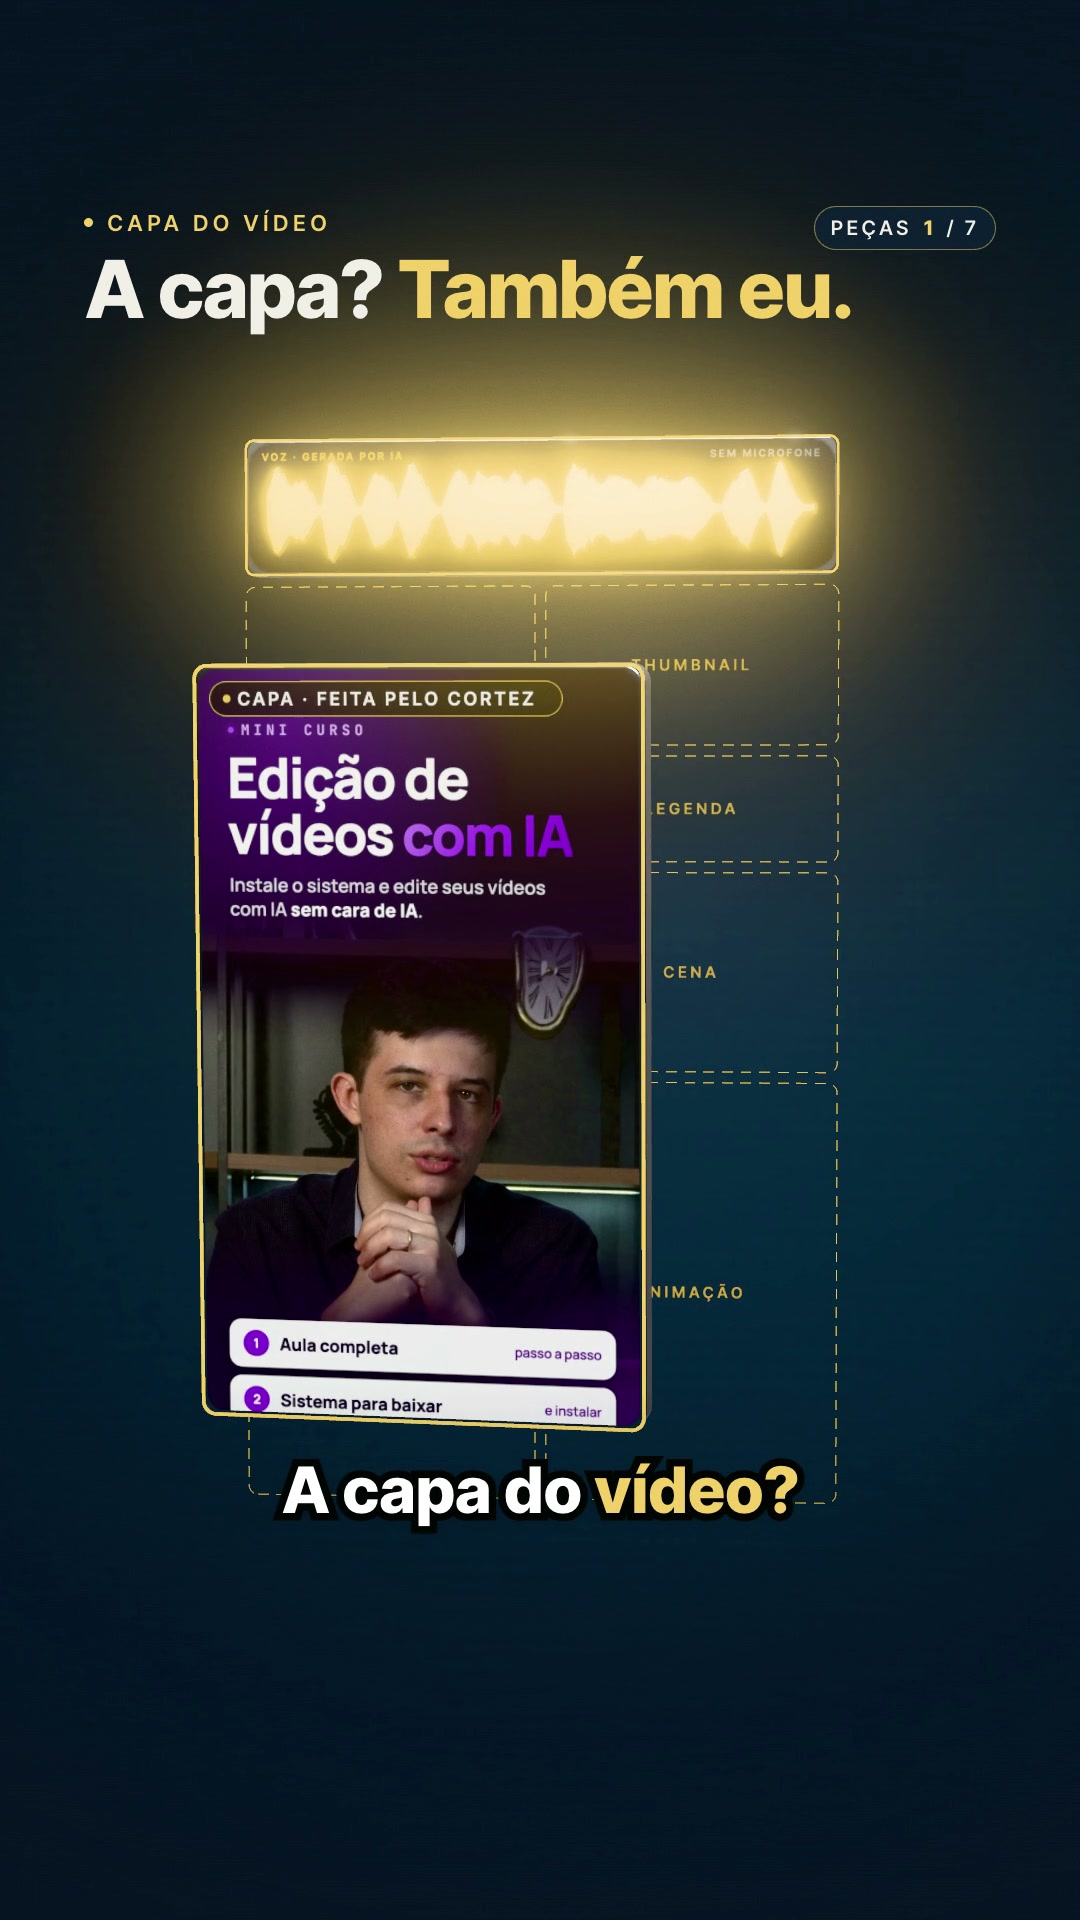 • CAPA DO VÍDEO
PEÇAS 1 / 7
A capa? Também eu.
VOZ · GERADA POR IA
SEM MICROFONE
THUMBNAIL
• CAPA · FEITA PELO CORTEZ
• MINI CURSO
Edição de
vídeos com IA
LEGENDA
Instale o sistema e edite seus vídeos
com IA sem cara de IA.
CENA
NIMAÇÃO
1 Aula completa passo a passo
2 Sistema para baixar e instalar
A capa do vídeo?